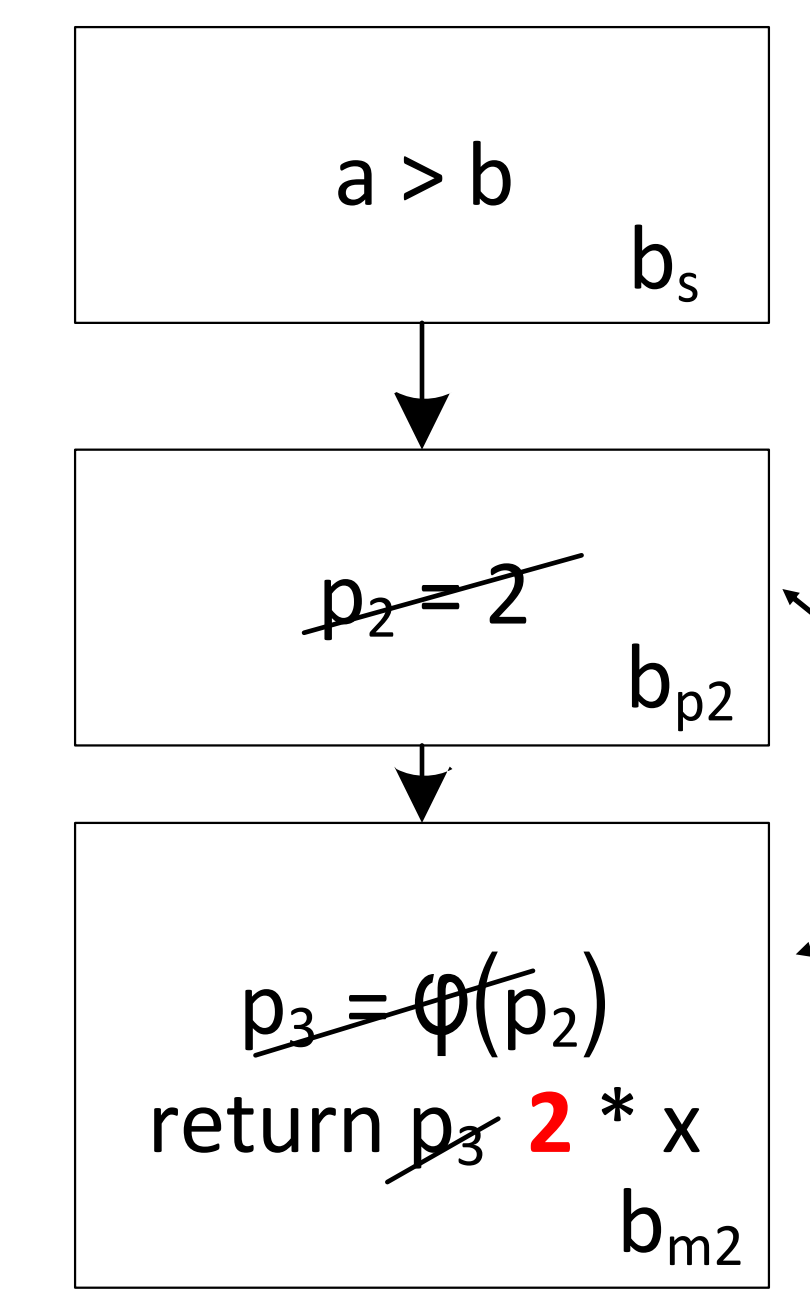 a > b
bₛ
p₂ = 2
bₚ₂
p₃ = φ(p₂)
return p₃ 2 * x
bₘ₂